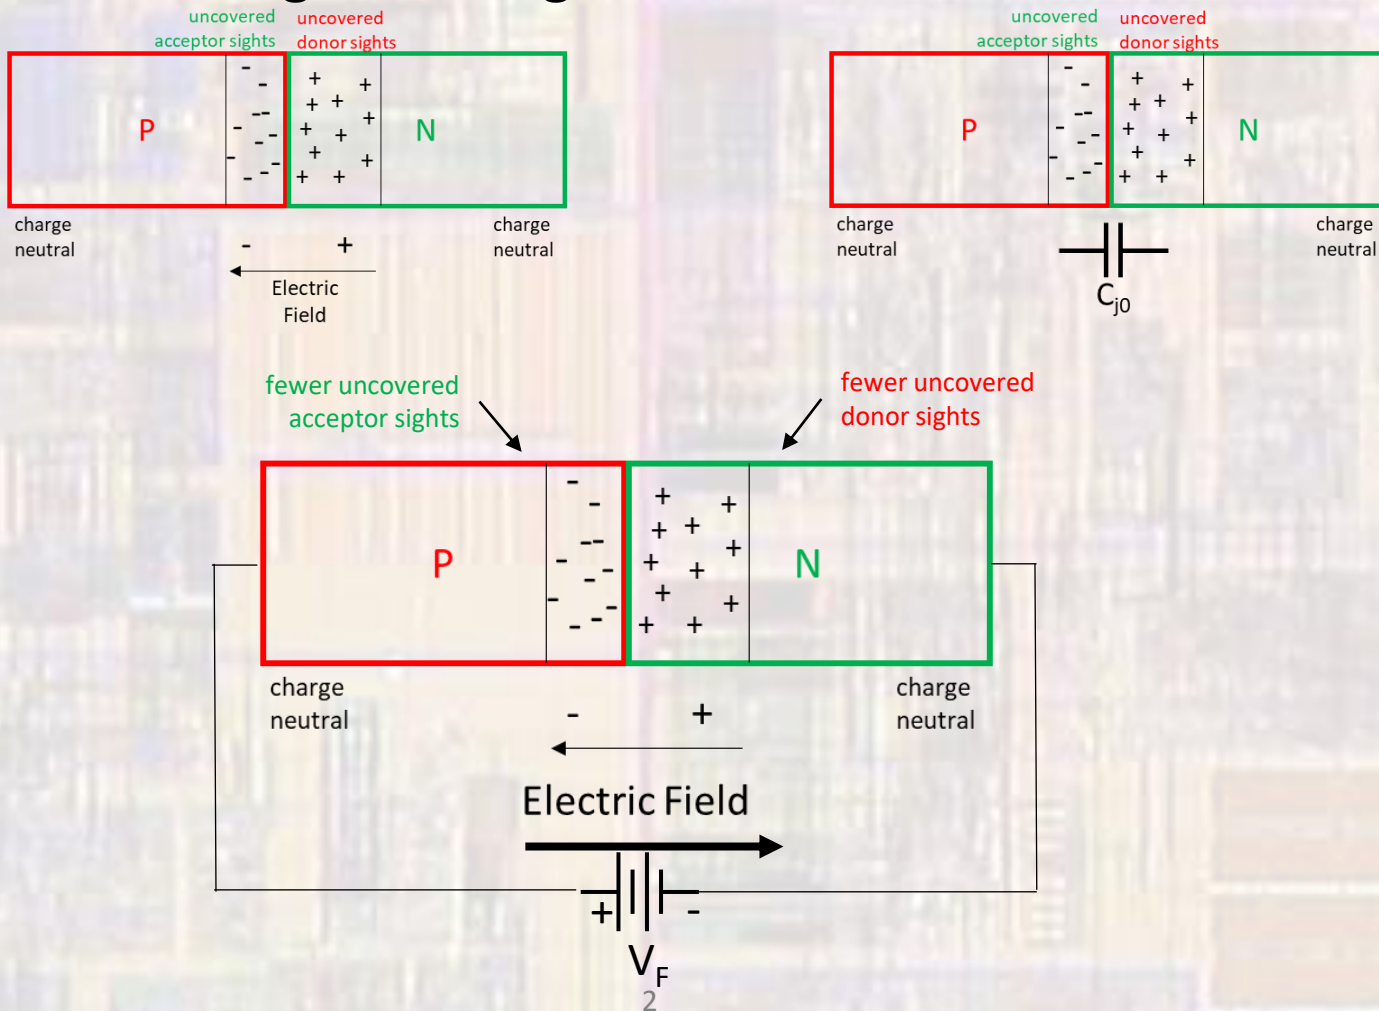 uncovered
acceptor sights
uncovered
donor sights
P
N
charge
neutral
- +
charge
neutral
Electric
Field
uncovered
acceptor sights
uncovered
donor sights
P
N
charge
neutral
charge
neutral
Cj0
fewer uncovered
acceptor sights
fewer uncovered
donor sights
P
N
charge
neutral
- +
charge
neutral
Electric Field
+ -
VF
2